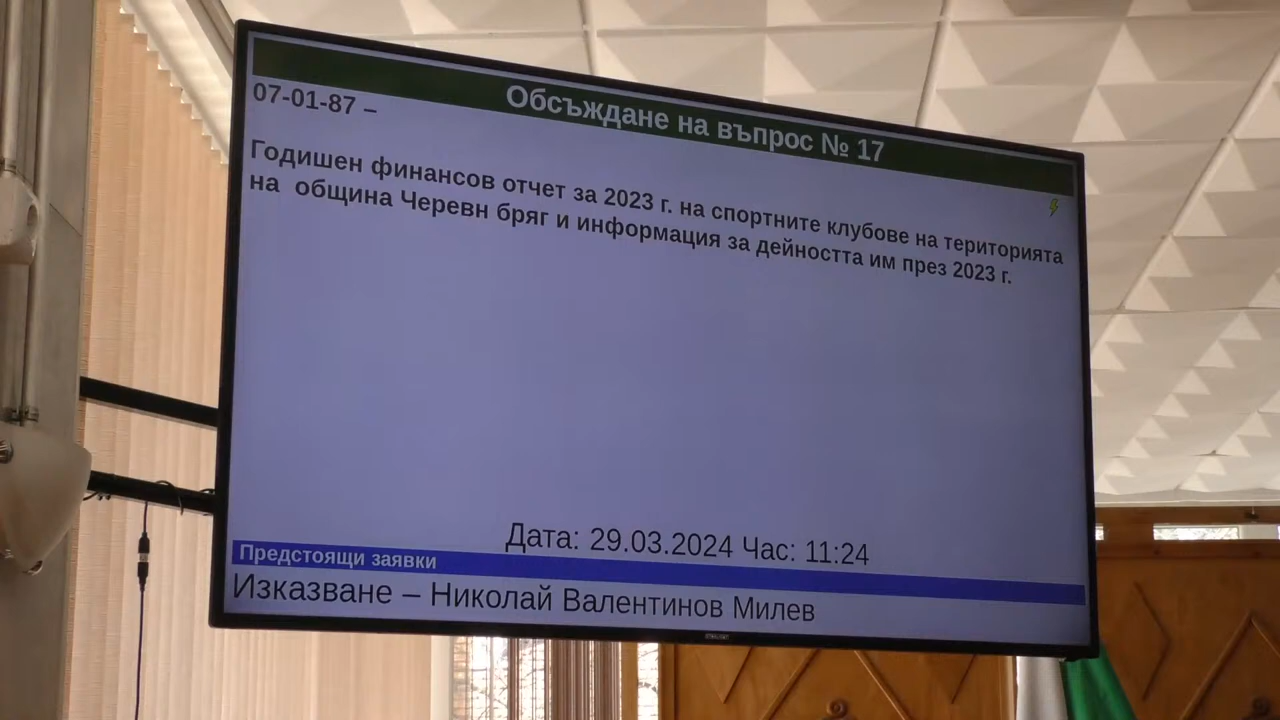 Обсъждане на въпрос № 17
07-01-87 –
Годишен финансов отчет за 2023 г. на спортните клубове на територията
на община Червн бряг и информация за дейността им през 2023 г.
Дата: 29.03.2024 Час: 11:24
Предстоящи заявки
Изказване – Николай Валентинов Милев